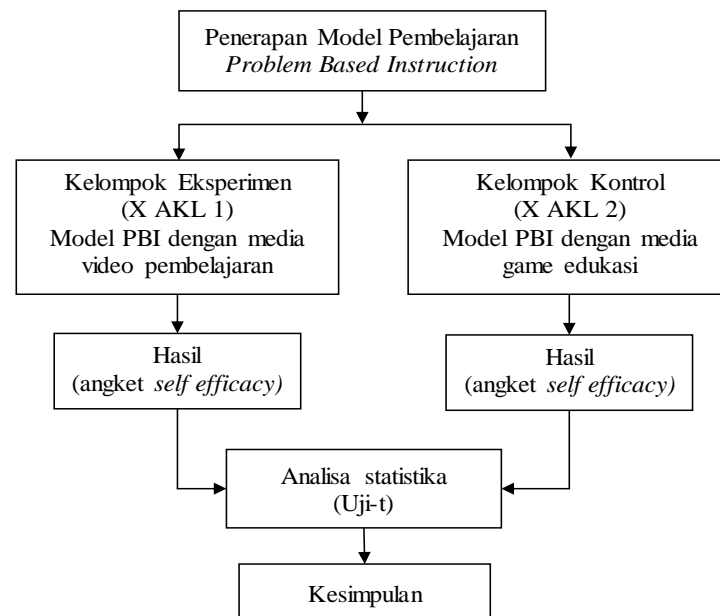 Penerapan Model Pembelajaran
Problem Based Instruction
Kelompok Eksperimen
(X AKL 1)
Model PBI dengan media
video pembelajaran
Kelompok Kontrol
(X AKL 2)
Model PBI dengan media
game edukasi
Hasil
(angket self efficacy)
Hasil
(angket self efficacy)
Analisa statistika
(Uji-t)
Kesimpulan